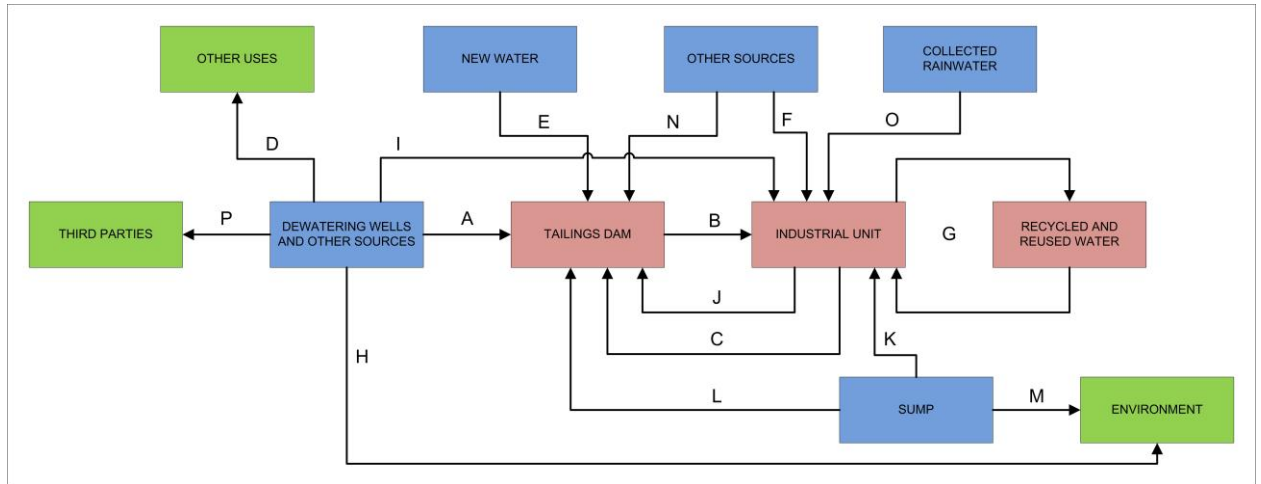 OTHER USES
NEW WATER
OTHER SOURCES
COLLECTED
RAINWATER
E
N
F
O
D
I
THIRD PARTIES
P
DEWATERING WELLS
AND OTHER SOURCES
A
TAILINGS DAM
B
INDUSTRIAL UNIT
G
RECYCLED AND
REUSED WATER
J
C
K
H
L
SUMP
M
ENVIRONMENT